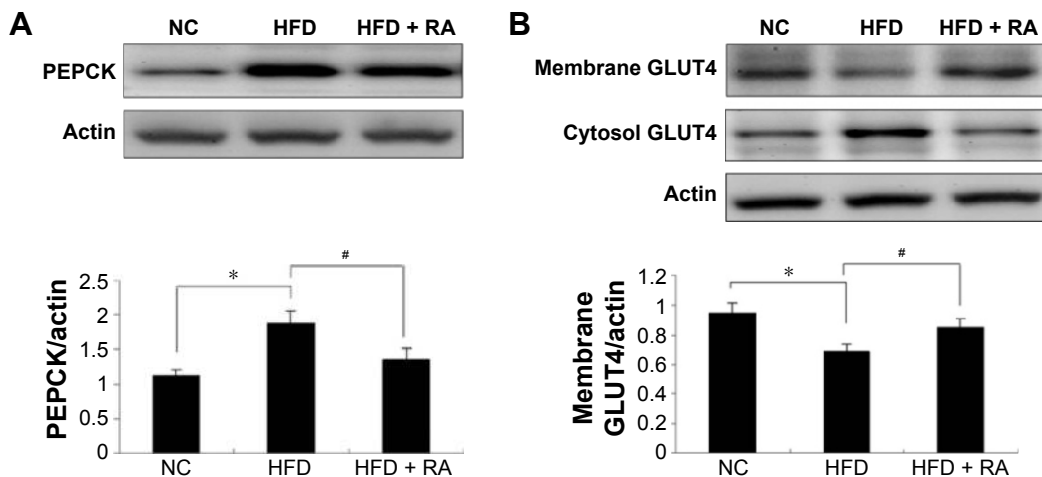 A
NC HFD HFD + RA
PEPCK
Actin
PEPCK/actin
2.5
2
1.5
1
0.5
0
* #
NC HFD HFD + RA
B
NC HFD HFD + RA
Membrane GLUT4
Cytosol GLUT4
Actin
Membrane
GLUT4/actin
1.2
1
0.8
0.6
0.4
0.2
0
* #
NC HFD HFD + RA